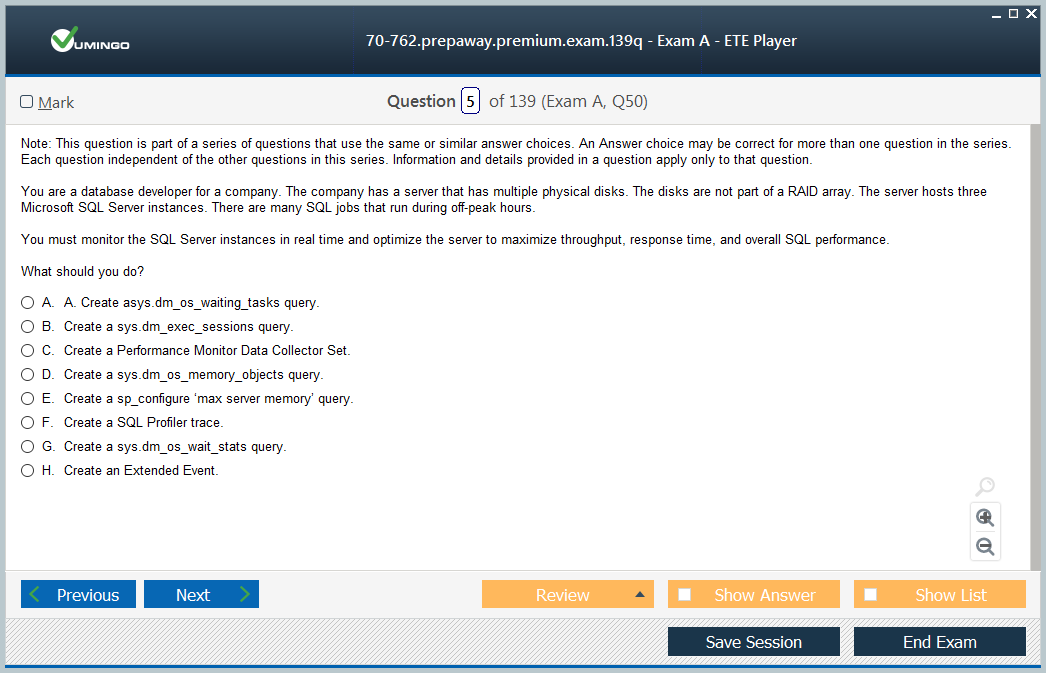 VUMINGO
70-762.prepaway.premium.exam.139q - Exam A - ETE Player
Mark
Question 5 of 139 (Exam A, Q50)
Note: This question is part of a series of questions that use the same or similar answer choices. An Answer choice may be correct for more than one question in the series.
Each question independent of the other questions in this series. Information and details provided in a question apply only to that question.
You are a database developer for a company. The company has a server that has multiple physical disks. The disks are not part of a RAID array. The server hosts three
Microsoft SQL Server instances. There are many SQL jobs that run during off-peak hours.
You must monitor the SQL Server instances in real time and optimize the server to maximize throughput, response time, and overall SQL performance.
What should you do?
A. A. Create asys.dm_os_waiting_tasks query.
B. Create a sys.dm_exec_sessions query.
C. Create a Performance Monitor Data Collector Set.
D. Create a sys.dm_os_memory_objects query.
E. Create a sp_configure ‘max server memory’ query.
F. Create a SQL Profiler trace.
G. Create a sys.dm_os_wait_stats query.
H. Create an Extended Event.
Previous
Next
Review
Show Answer
Show List
Save Session
End Exam